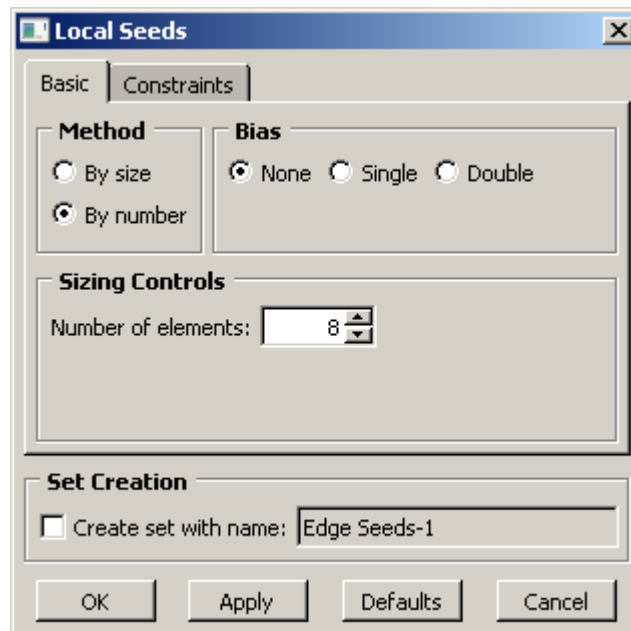 Local Seeds
Basic Constraints
Method
By size
By number
Bias
None Single Double
Sizing Controls
Number of elements: 8
Set Creation
Create set with name: Edge Seeds-1
OK Apply Defaults Cancel